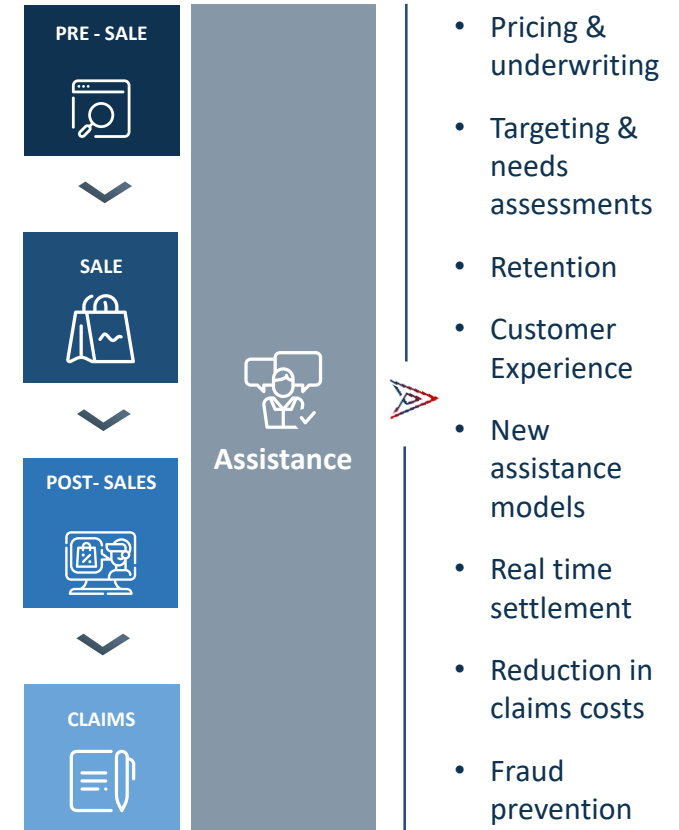 PRE - SALE
SALE
POST- SALES
CLAIMS
Assistance
• Pricing &
underwriting
• Targeting &
needs
assessments
• Retention
• Customer
Experience
• New
assistance
models
• Real time
settlement
• Reduction in
claims costs
• Fraud
prevention